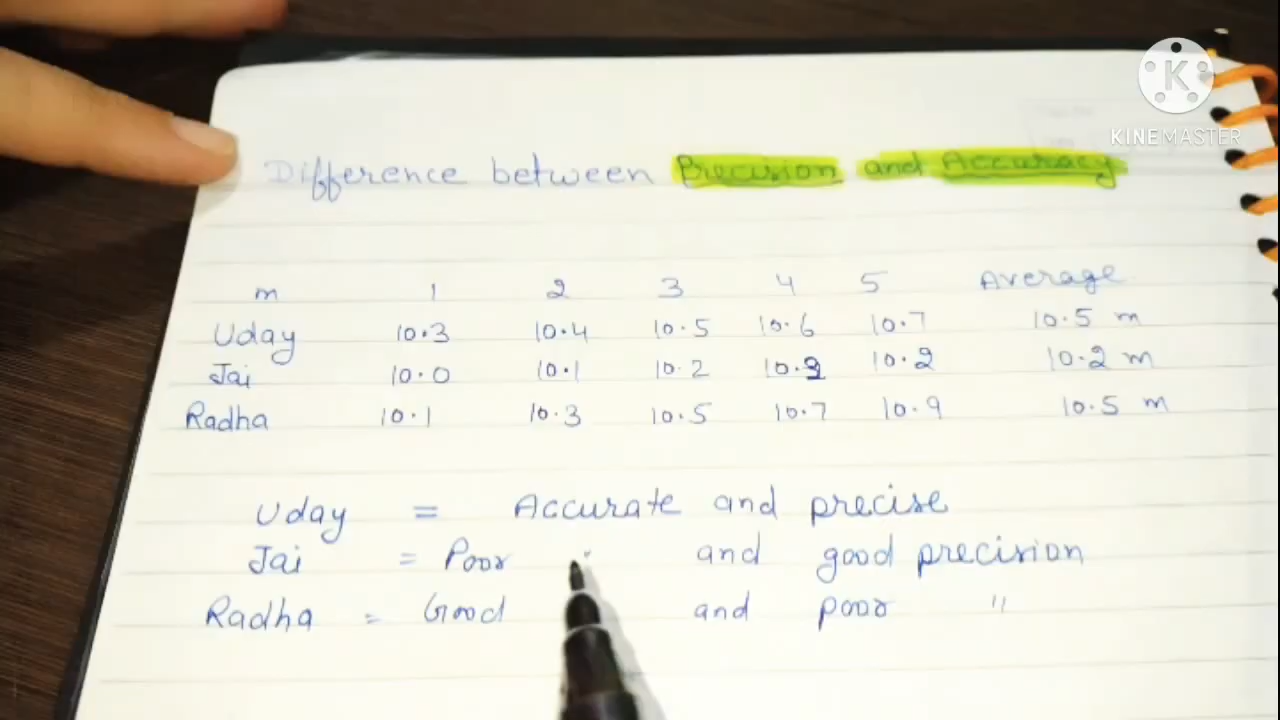 K
KINEMASTER
Difference between Precision and Accuracy
m 1 2 3 4 5 Average
Uday 10.3 10.4 10.5 10.6 10.7 10.5 m
Jai 10.0 10.1 10.2 10.2 10.2 10.2 m
Radha 10.1 10.3 10.5 10.7 10.9 10.5 m
Uday = Accurate and precise
Jai = Poor " and good precision
Radha = Good and poor "